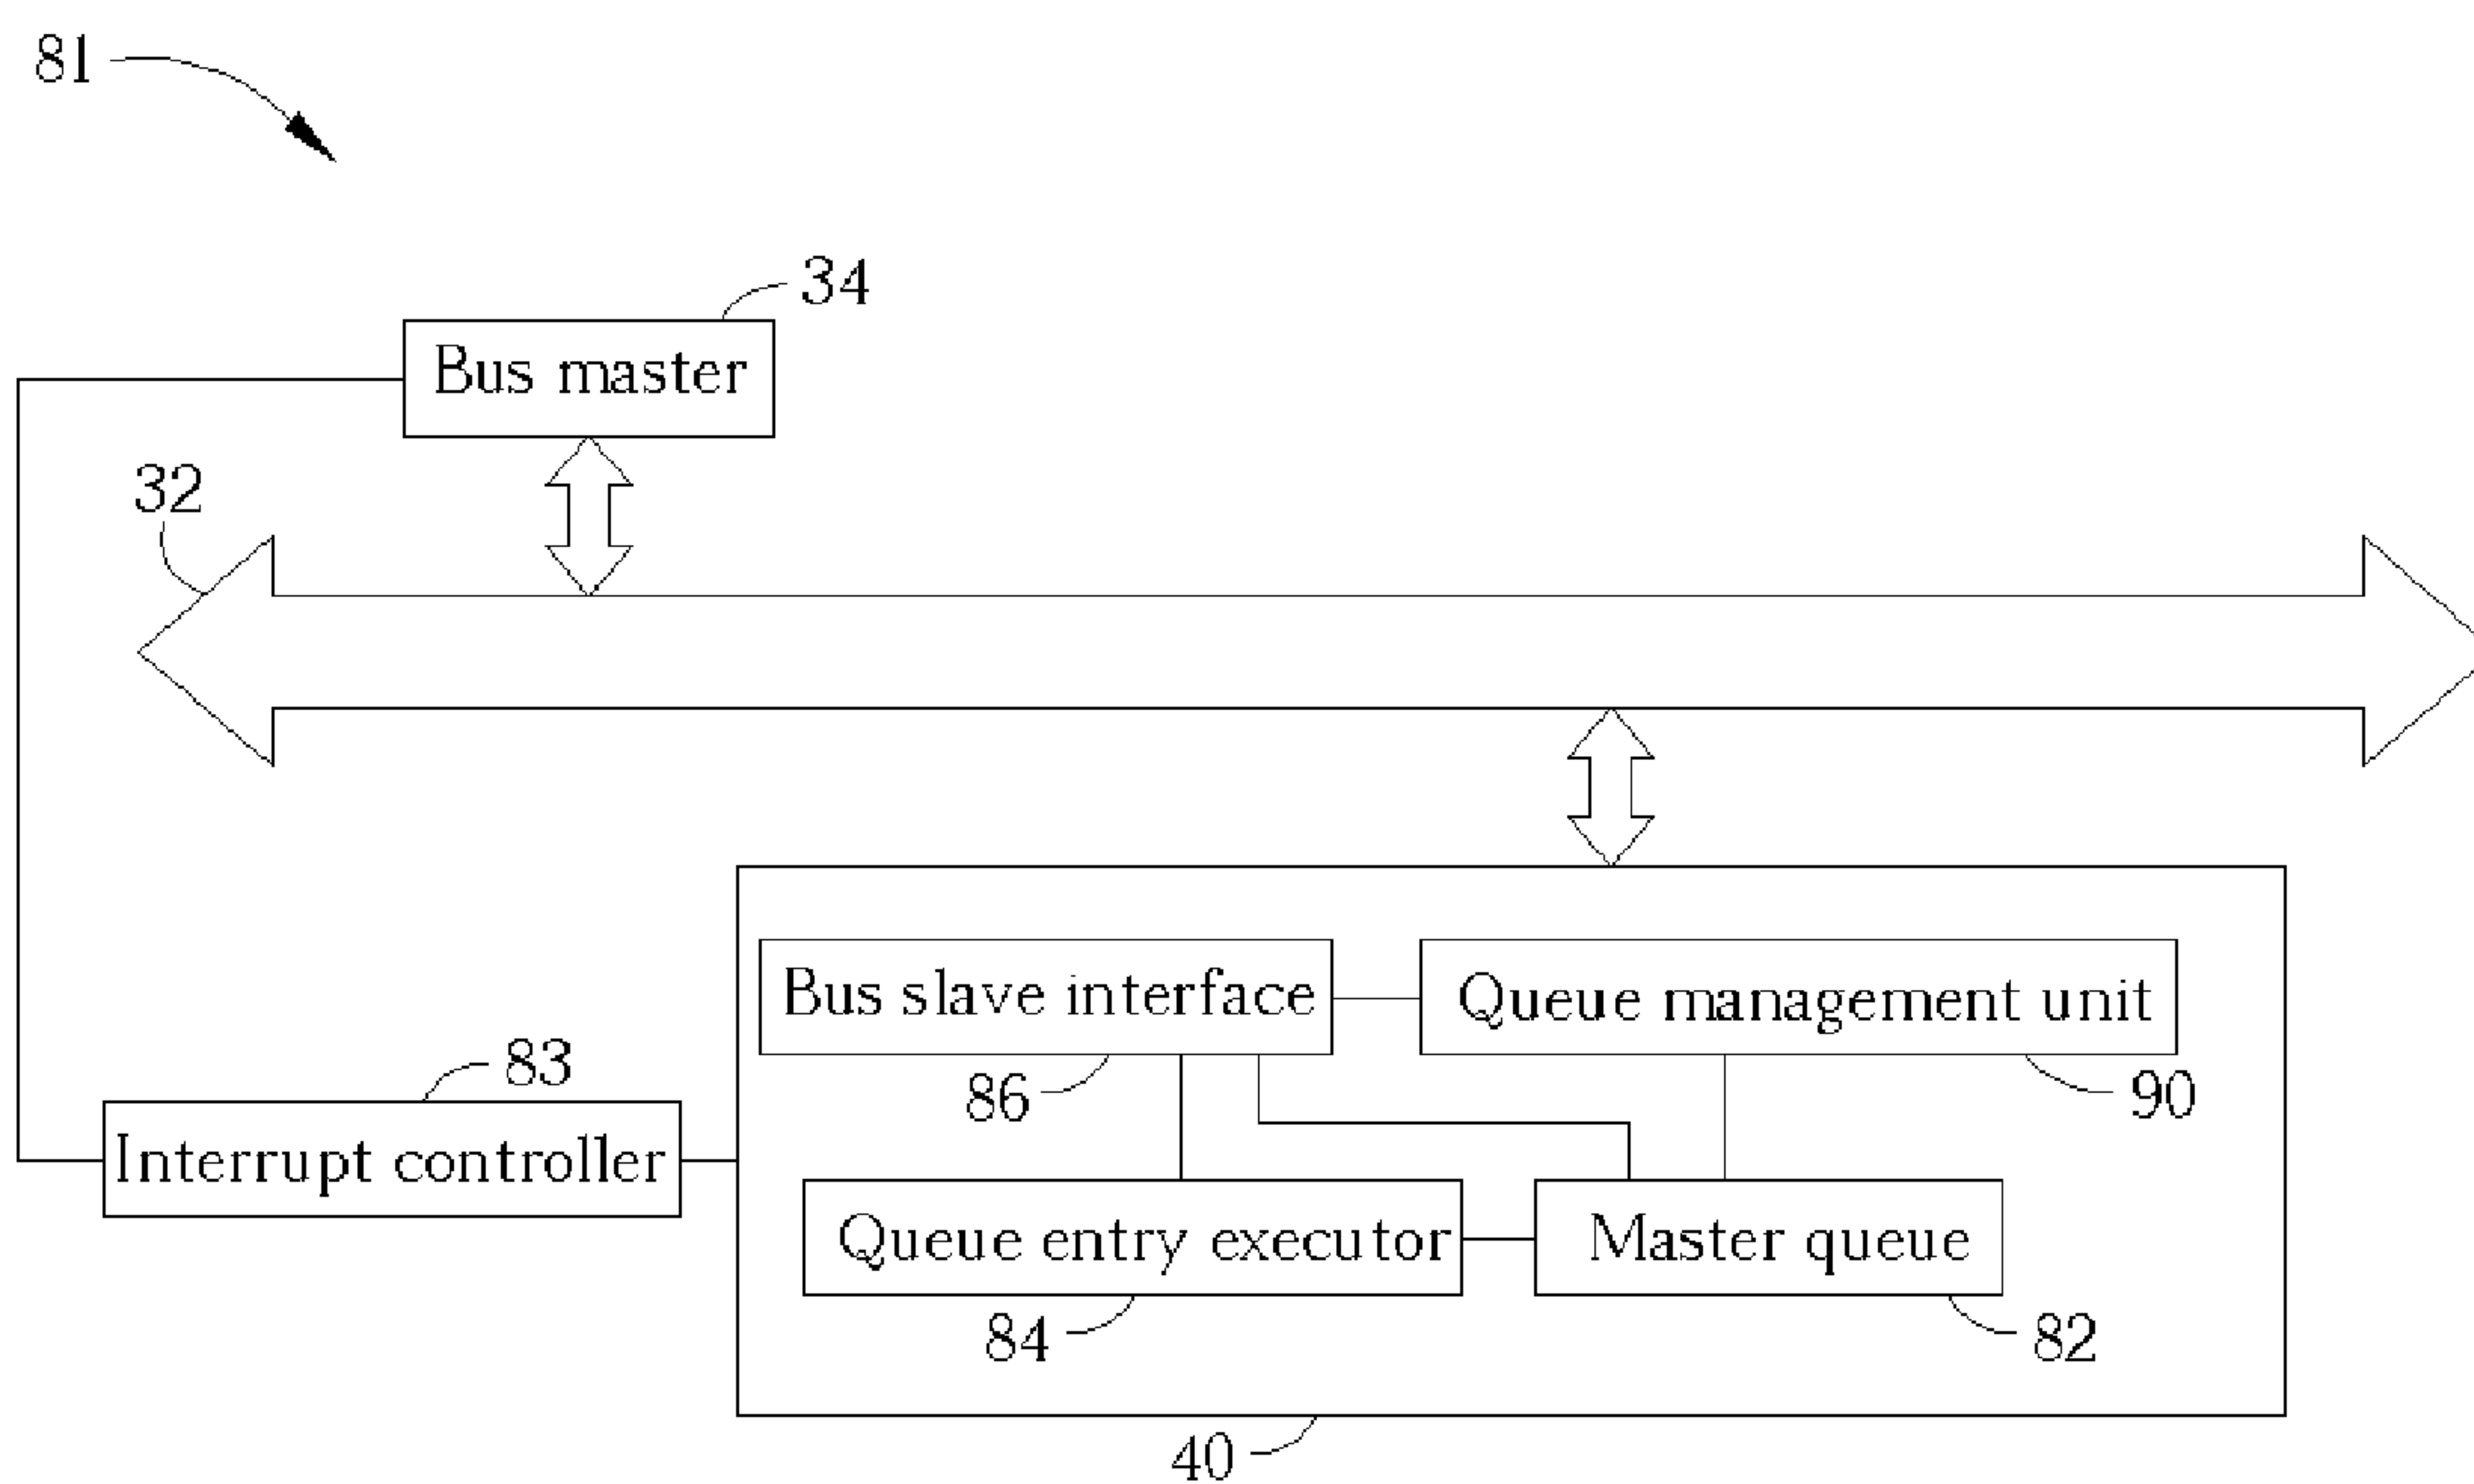 81
34
Bus master
32
Bus slave interface
Queue management unit
83
86
90
Interrupt controller
Queue entry executor
Master queue
84
82
40